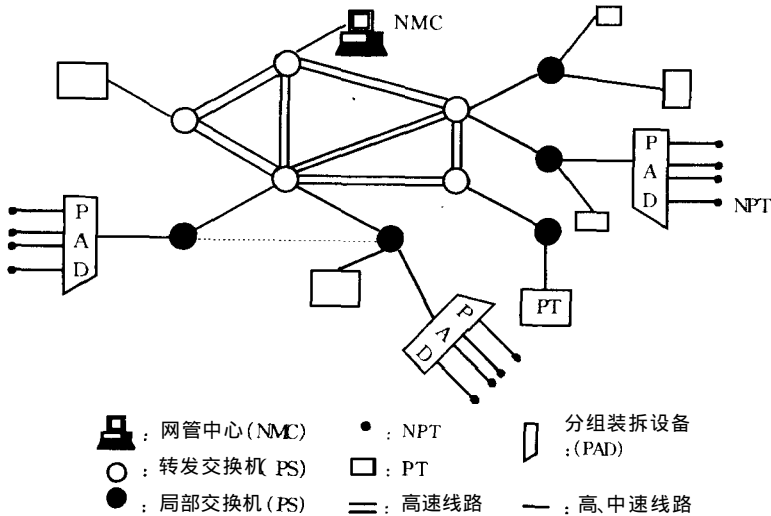 NMC
P
A
D
NPT
P
A
D
PT
P
A
D
: 网管中心(NMC)
: NPT
分组装拆设备
:(PAD)
: 转发交换机(PS)
: PT
: 局部交换机(PS)
: 高速线路
: 高、中速线路